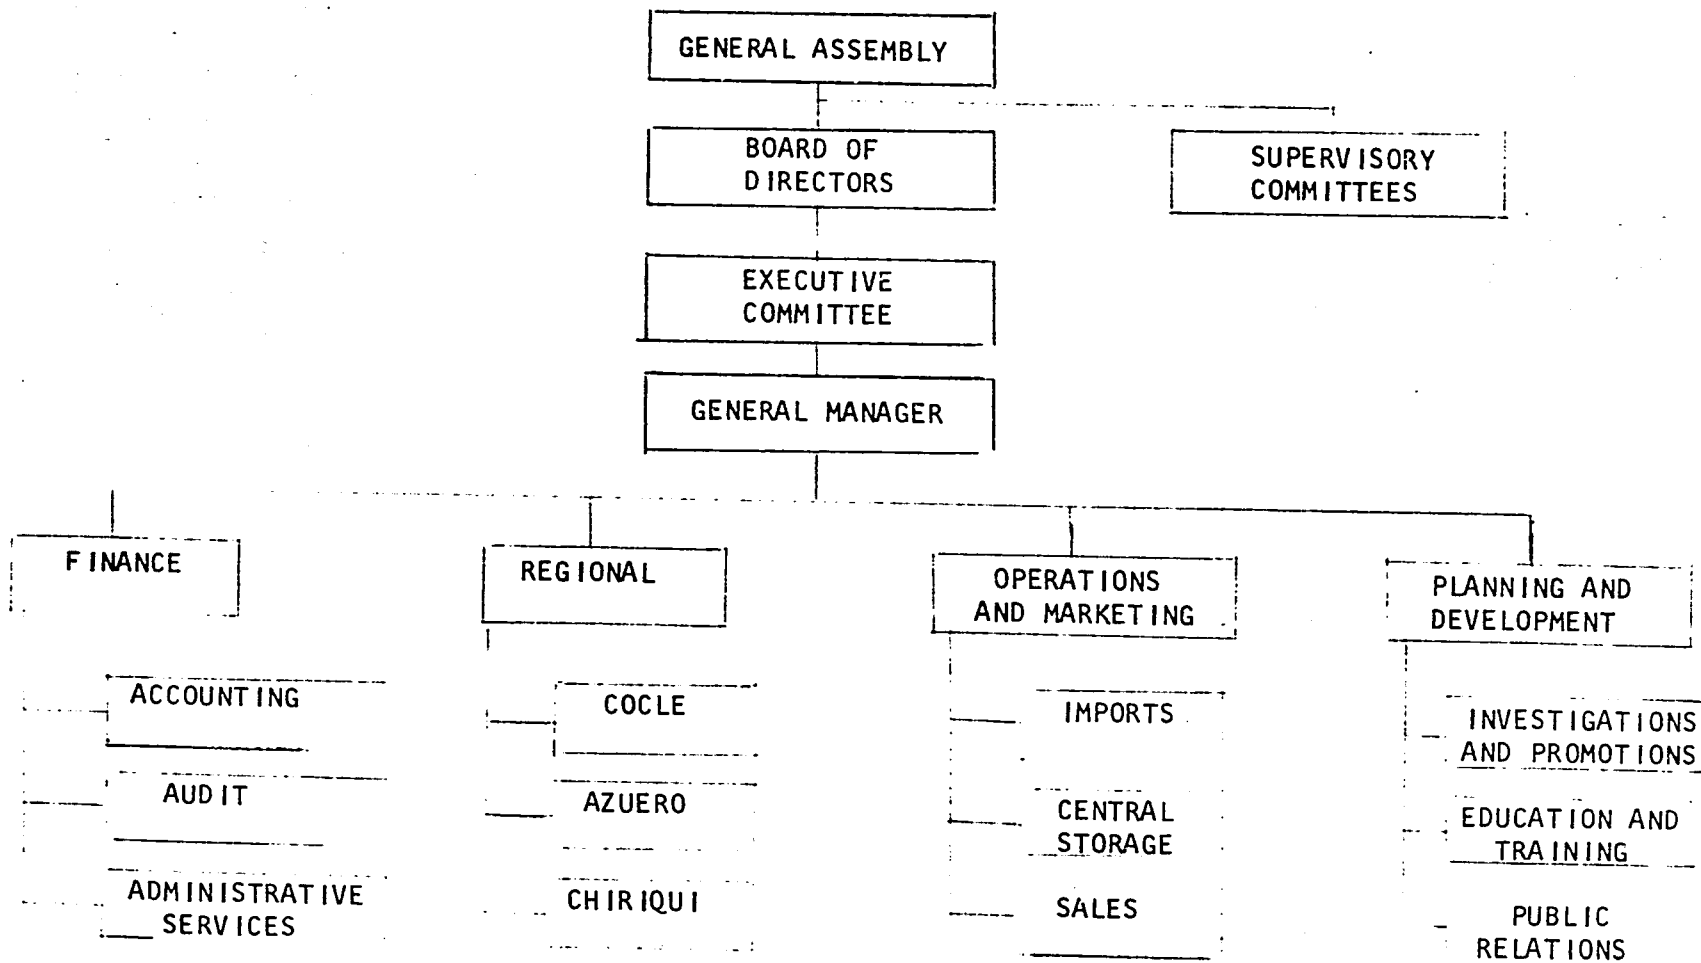 GENERAL ASSEMBLY
BOARD OF
DIRECTORS
SUPERVISORY
COMMITTEES
EXECUTIVE
COMMITTEE
GENERAL MANAGER
FINANCE
REGIONAL
OPERATIONS
AND MARKETING
PLANNING AND
DEVELOPMENT
ACCOUNTING
AUDIT
ADMINISTRATIVE
SERVICES
COCLE
AZUERO
CHIRIQUI
IMPORTS
CENTRAL
STORAGE
SALES
INVESTIGATIONS
AND PROMOTIONS
EDUCATION AND
TRAINING
PUBLIC
RELATIONS